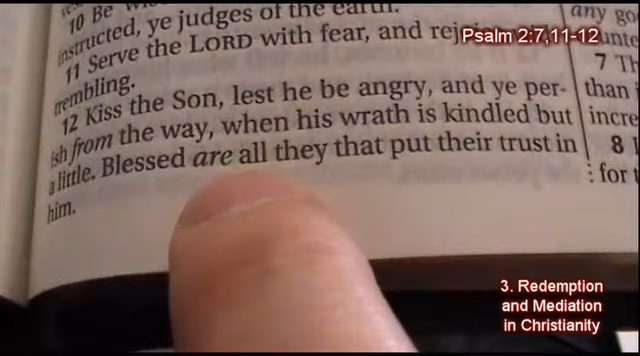 10 Be
instructed, ye judges of the earth.
11 Serve the LORD with fear, and
trembling.
12 Kiss the Son, lest he be angry, and ye per-
ish from the way, when his wrath is kindled but
a little. Blessed are all they that put their trust in
him.
any
7
than
incre
8
: for
Psalm 2:7,11-12
3. Redemption
and Mediation
in Christianity